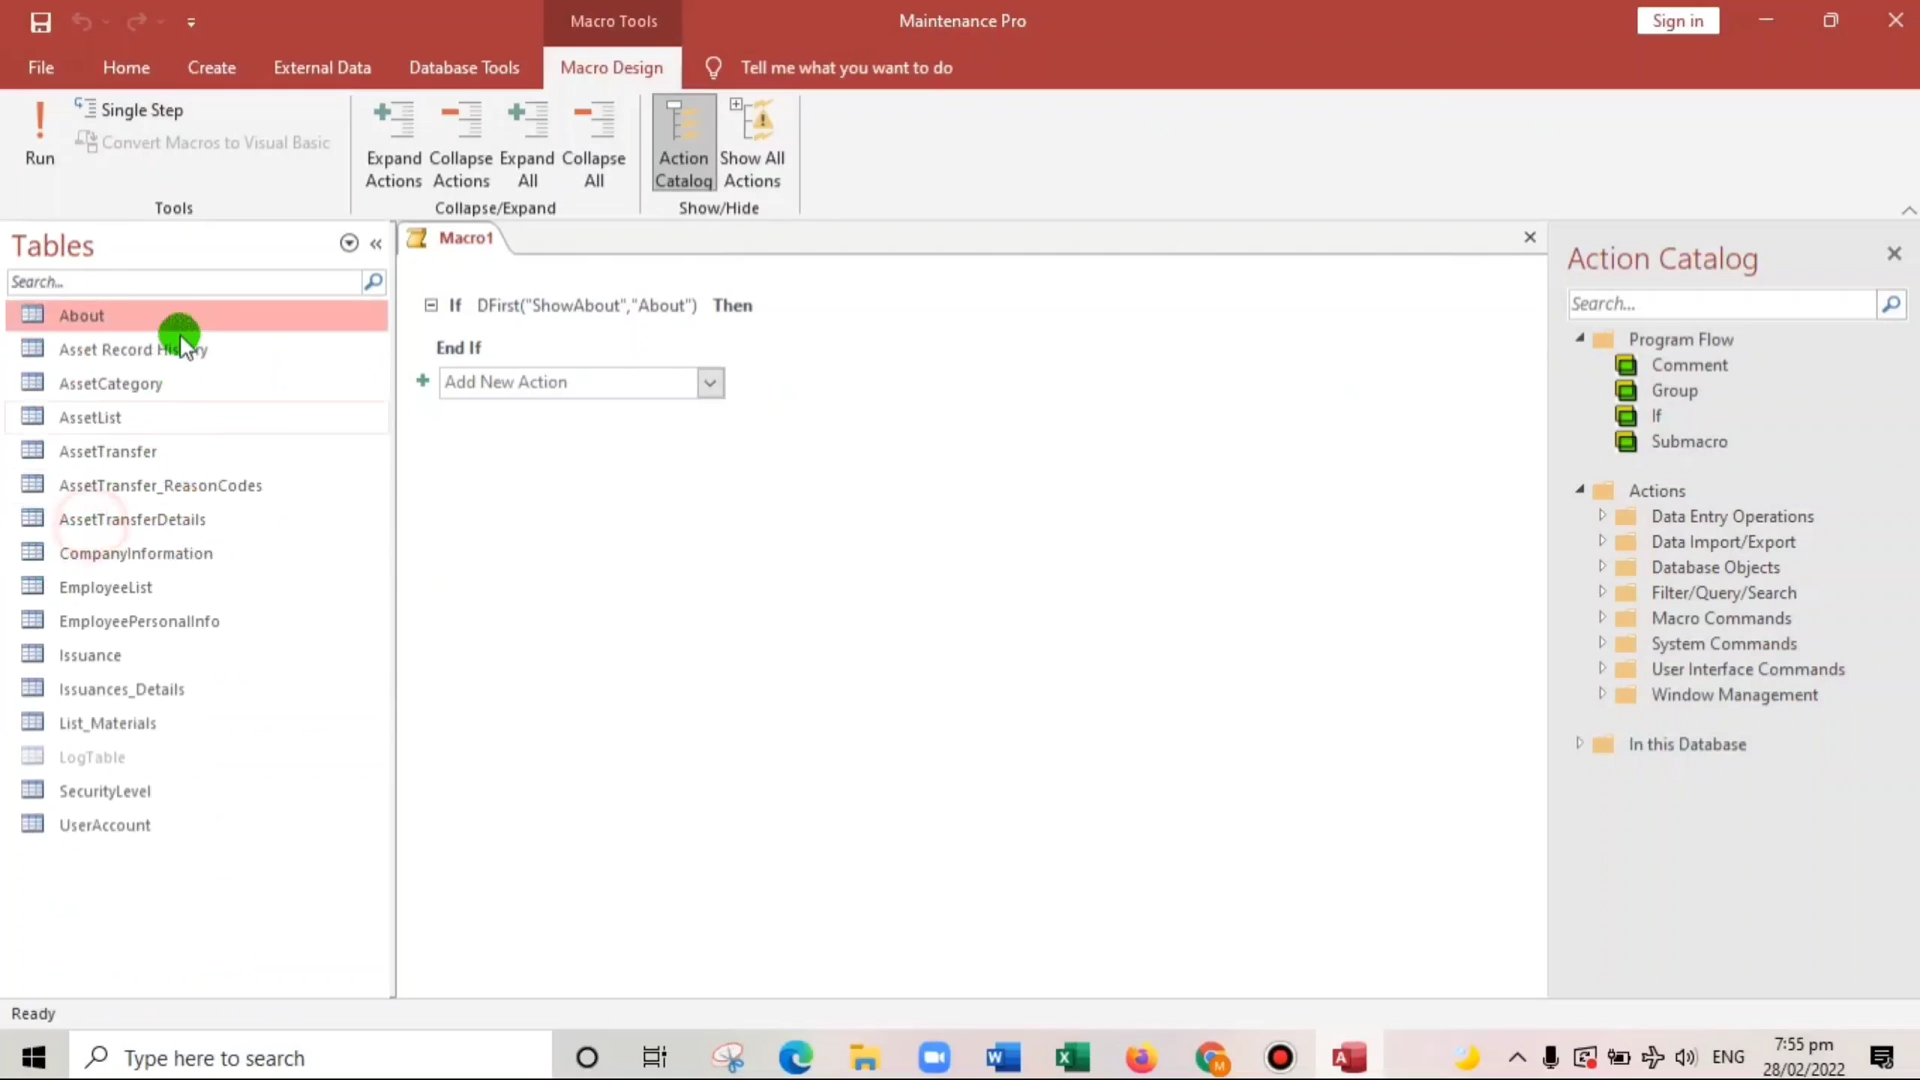 Macro Tools
Maintenance Pro
Sign in
File
Home
Create
External Data
Database Tools
Macro Design
Tell me what you want to do
Run
Single Step
Convert Macros to Visual Basic
Tools
Expand Actions
Collapse Actions
Expand All
Collapse All
Collapse/Expand
Action Catalog
Show All Actions
Show/Hide
Tables
Search...
About
Asset Record History
AssetCategory
AssetList
AssetTransfer
AssetTransfer_ReasonCodes
AssetTransferDetails
CompanyInformation
EmployeeList
EmployeePersonalInfo
Issuance
Issuances_Details
List_Materials
LogTable
SecurityLevel
UserAccount
Macro1
If DFirst("ShowAbout","About") Then
End If
Add New Action
Action Catalog
Search...
Program Flow
Comment
Group
If
Submacro
Actions
Data Entry Operations
Data Import/Export
Database Objects
Filter/Query/Search
Macro Commands
System Commands
User Interface Commands
Window Management
In this Database
Ready
Type here to search
ENG
7:55 pm
28/02/2022